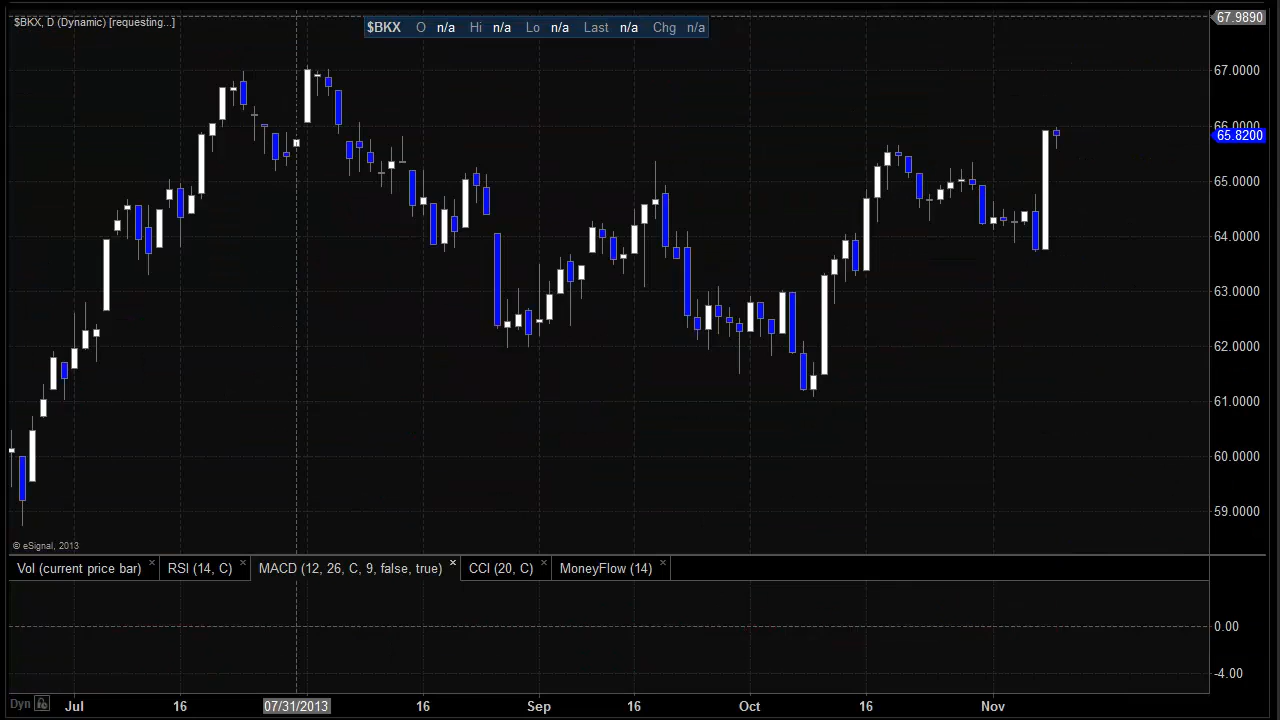 $BKX, D (Dynamic) [requesting...]
$BKX O n/a Hi n/a Lo n/a Last n/a Chg n/a
67.9890
67.0000
66.0000
65.8200
65.0000
64.0000
63.0000
62.0000
61.0000
60.0000
59.0000
© eSignal, 2013
Vol (current price bar) × RSI (14, C) × MACD (12, 26, C, 9, false, true) × CCI (20, C) × MoneyFlow (14) ×
0.00
-4.00
Dyn Jul 16 07/31/2013 16 Sep 16 Oct 16 Nov